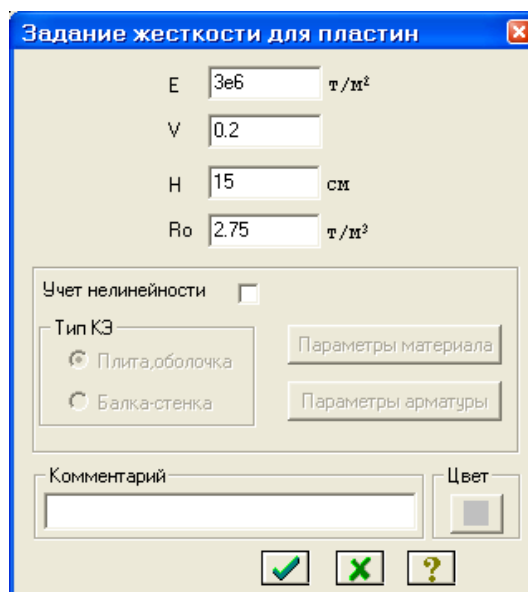 Задание жесткости для пластин
E 3e6 т/м²
V 0.2
H 15 см
Ro 2.75 т/м³
Учет нелинейности
Тип КЭ
Плита,оболочка
Параметры материала
Балка-стенка
Параметры арматуры
Комментарий
Цвет
?